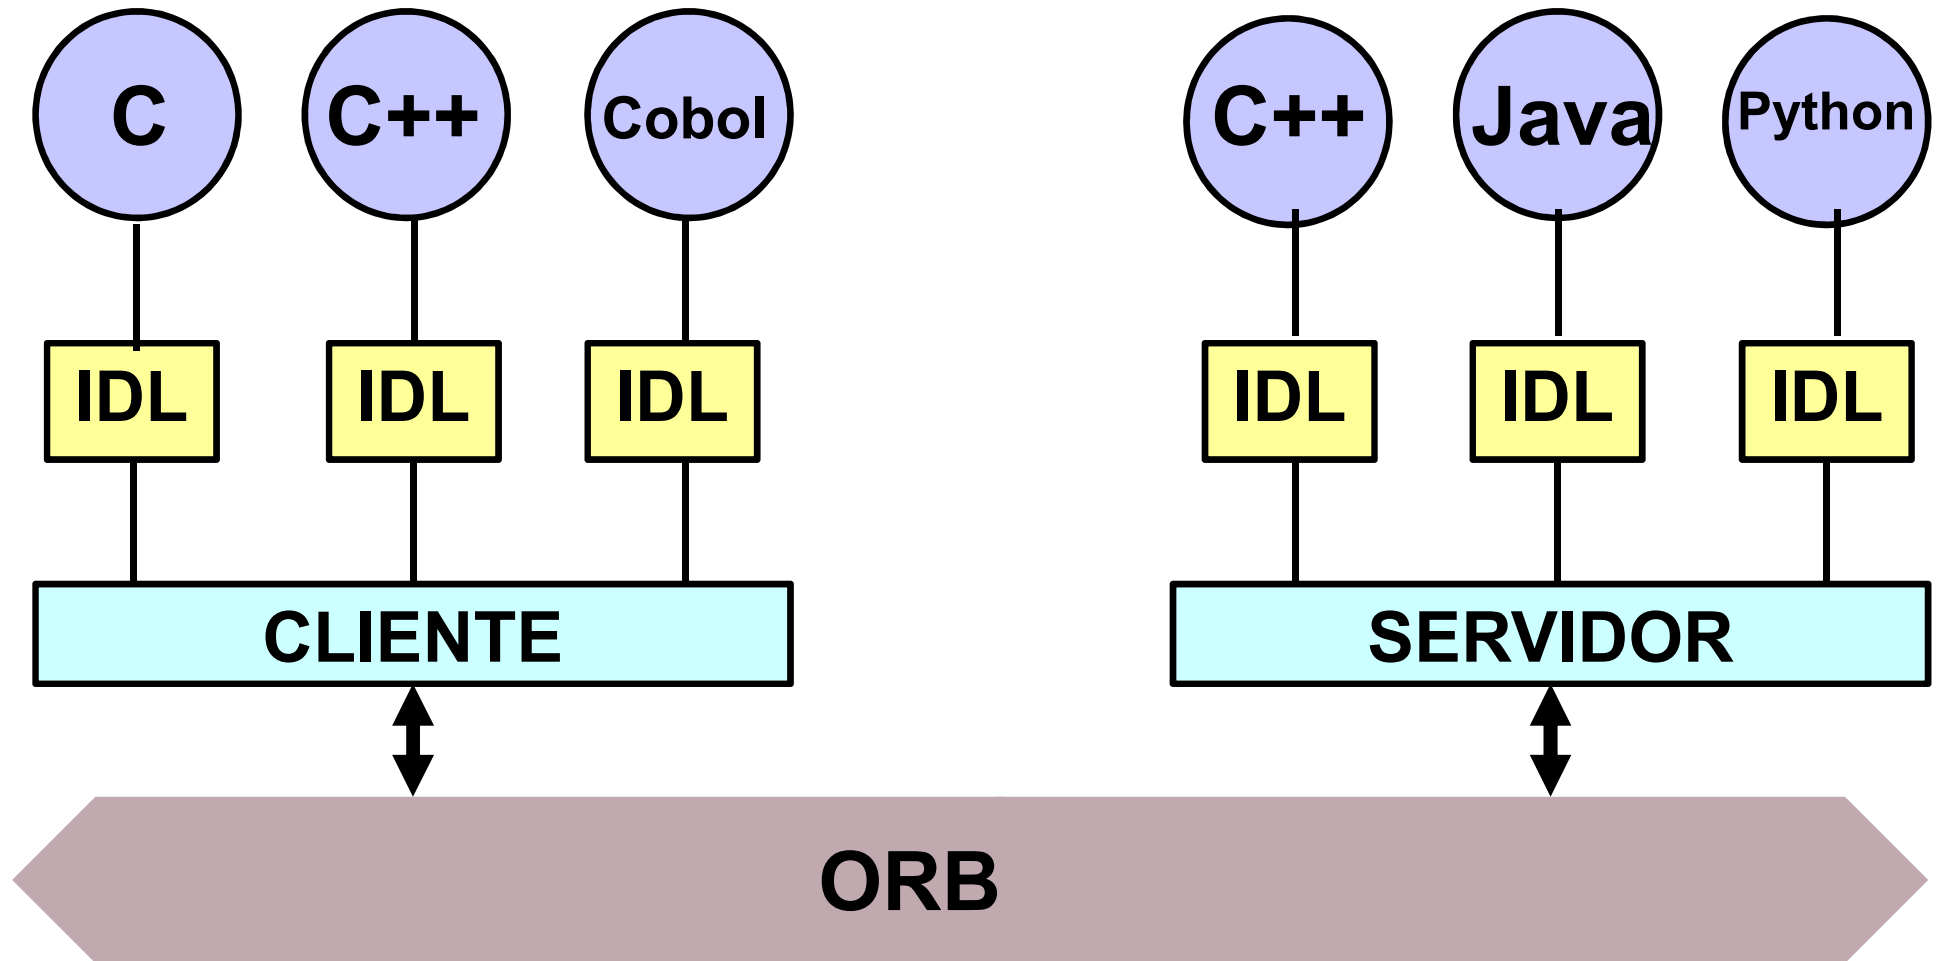 C C++ Cobol C++ Java Python
IDL IDL IDL IDL IDL IDL
CLIENTE SERVIDOR
ORB